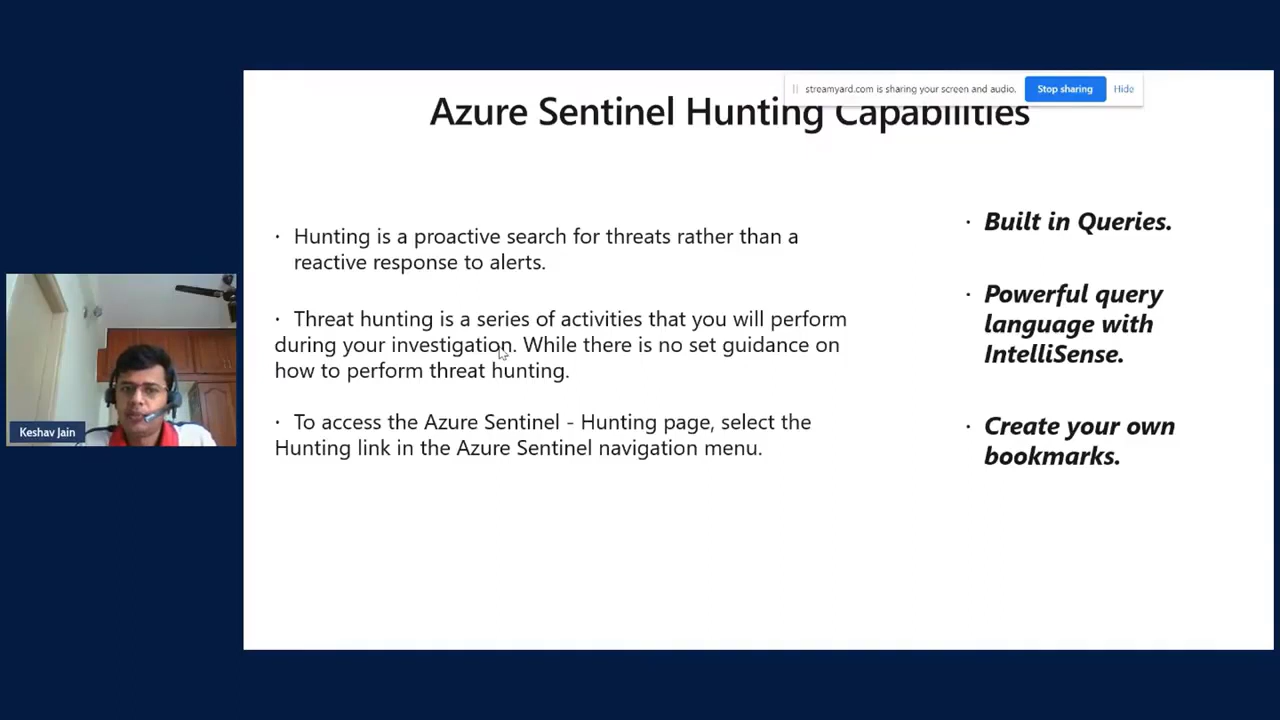 streamyard.com is sharing your screen and audio.
Stop sharing
Hide
Azure Sentinel Hunting Capabilities
· Hunting is a proactive search for threats rather than a
reactive response to alerts.
· Threat hunting is a series of activities that you will perform
during your investigation. While there is no set guidance on
how to perform threat hunting.
· To access the Azure Sentinel - Hunting page, select the
Hunting link in the Azure Sentinel navigation menu.
· Built in Queries.
· Powerful query
language with
IntelliSense.
· Create your own
bookmarks.
Keshav Jain